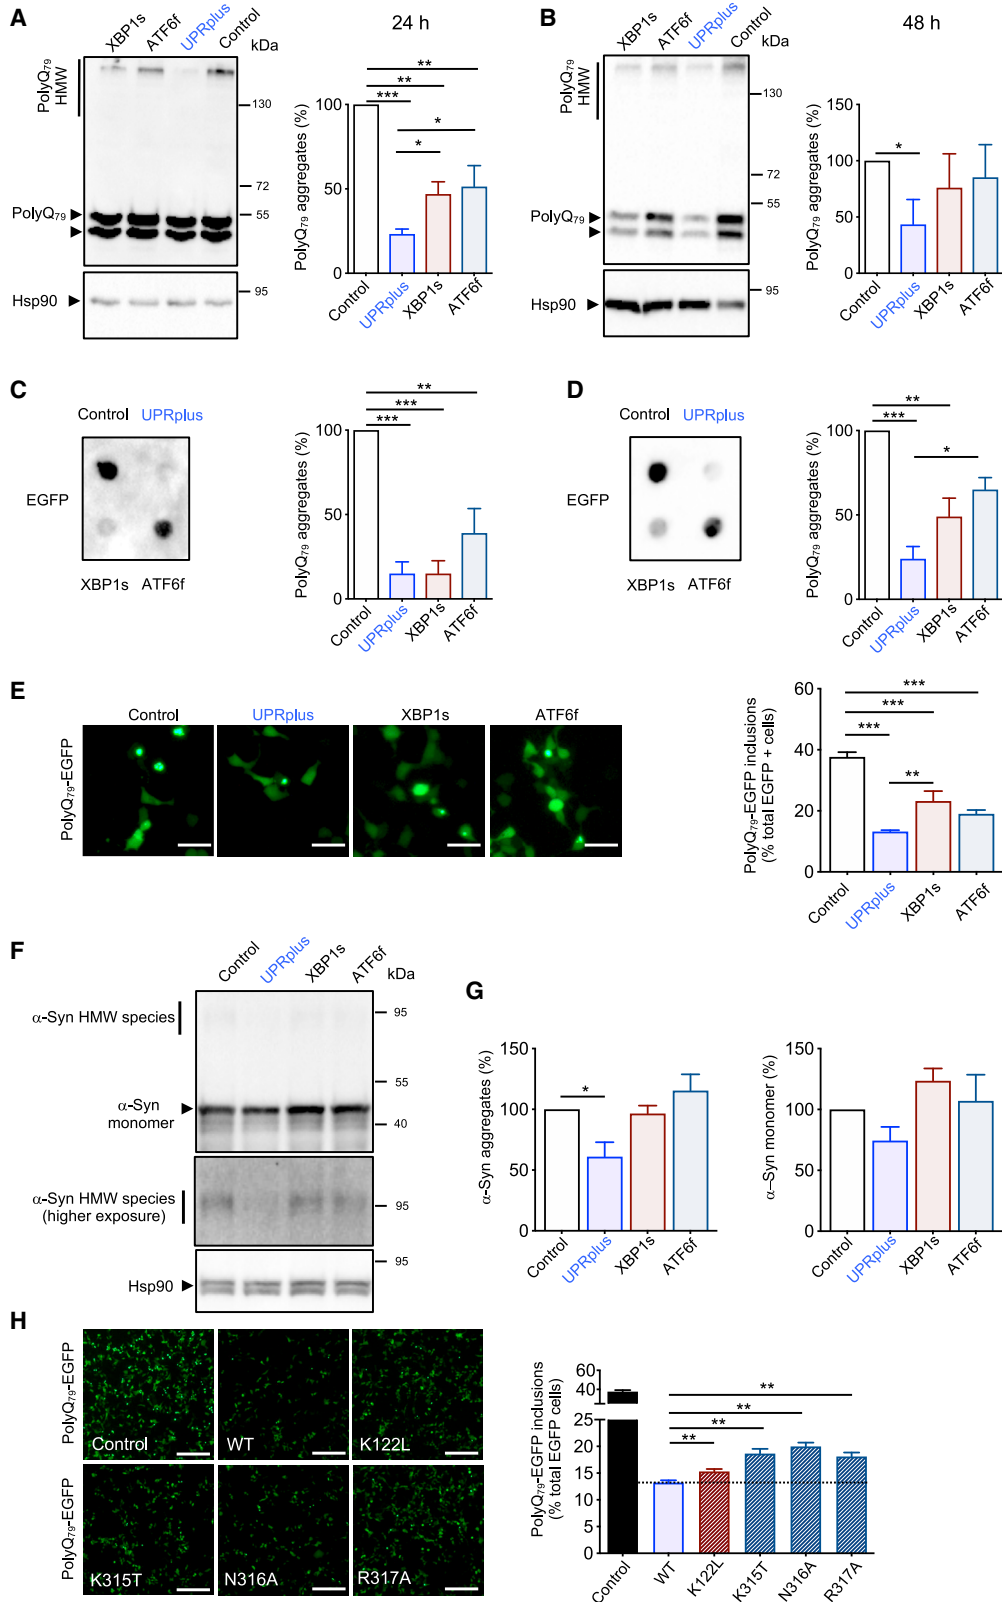 A
XBP1s
ATF6f
UPRplus
Control
kDa
24 h
PolyQ79
HMW
130
72
PolyQ79
55
Hsp90
95
PolyQ79 aggregates (%)
100
50
0
**
**
***
*
*
Control
UPRplus
XBP1s
ATF6f
B
XBP1s
ATF6f
UPRplus
Control
kDa
48 h
PolyQ79
HMW
130
72
PolyQ79
55
Hsp90
95
PolyQ79 aggregates (%)
150
100
50
0
*
Control
UPRplus
XBP1s
ATF6f
C
Control UPRplus
EGFP
XBP1s ATF6f
PolyQ79 aggregates (%)
100
50
0
**
***
***
Control
UPRplus
XBP1s
ATF6f
D
Control UPRplus
EGFP
XBP1s ATF6f
PolyQ79 aggregates (%)
100
50
0
**
***
*
Control
UPRplus
XBP1s
ATF6f
E
Control UPRplus XBP1s ATF6f
PolyQ79-EGFP
PolyQ79-EGFP inclusions
(% total EGFP + cells)
60
40
20
0
***
***
***
**
Control
UPRplus
XBP1s
ATF6f
F
Control
UPRplus
XBP1s
ATF6f
kDa
α-Syn HMW species
95
55
α-Syn
monomer
40
α-Syn HMW species
(higher exposure)
95
95
Hsp90
G
α-Syn aggregates (%)
150
100
50
0
*
Control
UPRplus
XBP1s
ATF6f
α-Syn monomer (%)
150
100
50
0
Control
UPRplus
XBP1s
ATF6f
H
PolyQ79-EGFP
Control WT K122L
PolyQ79-EGFP
K315T N316A R317A
PolyQ79-EGFP inclusions
(% total EGFP cells)
60
40
20
15
10
5
0
**
**
**
**
Control
WT
K122L
K315T
N316A
R317A